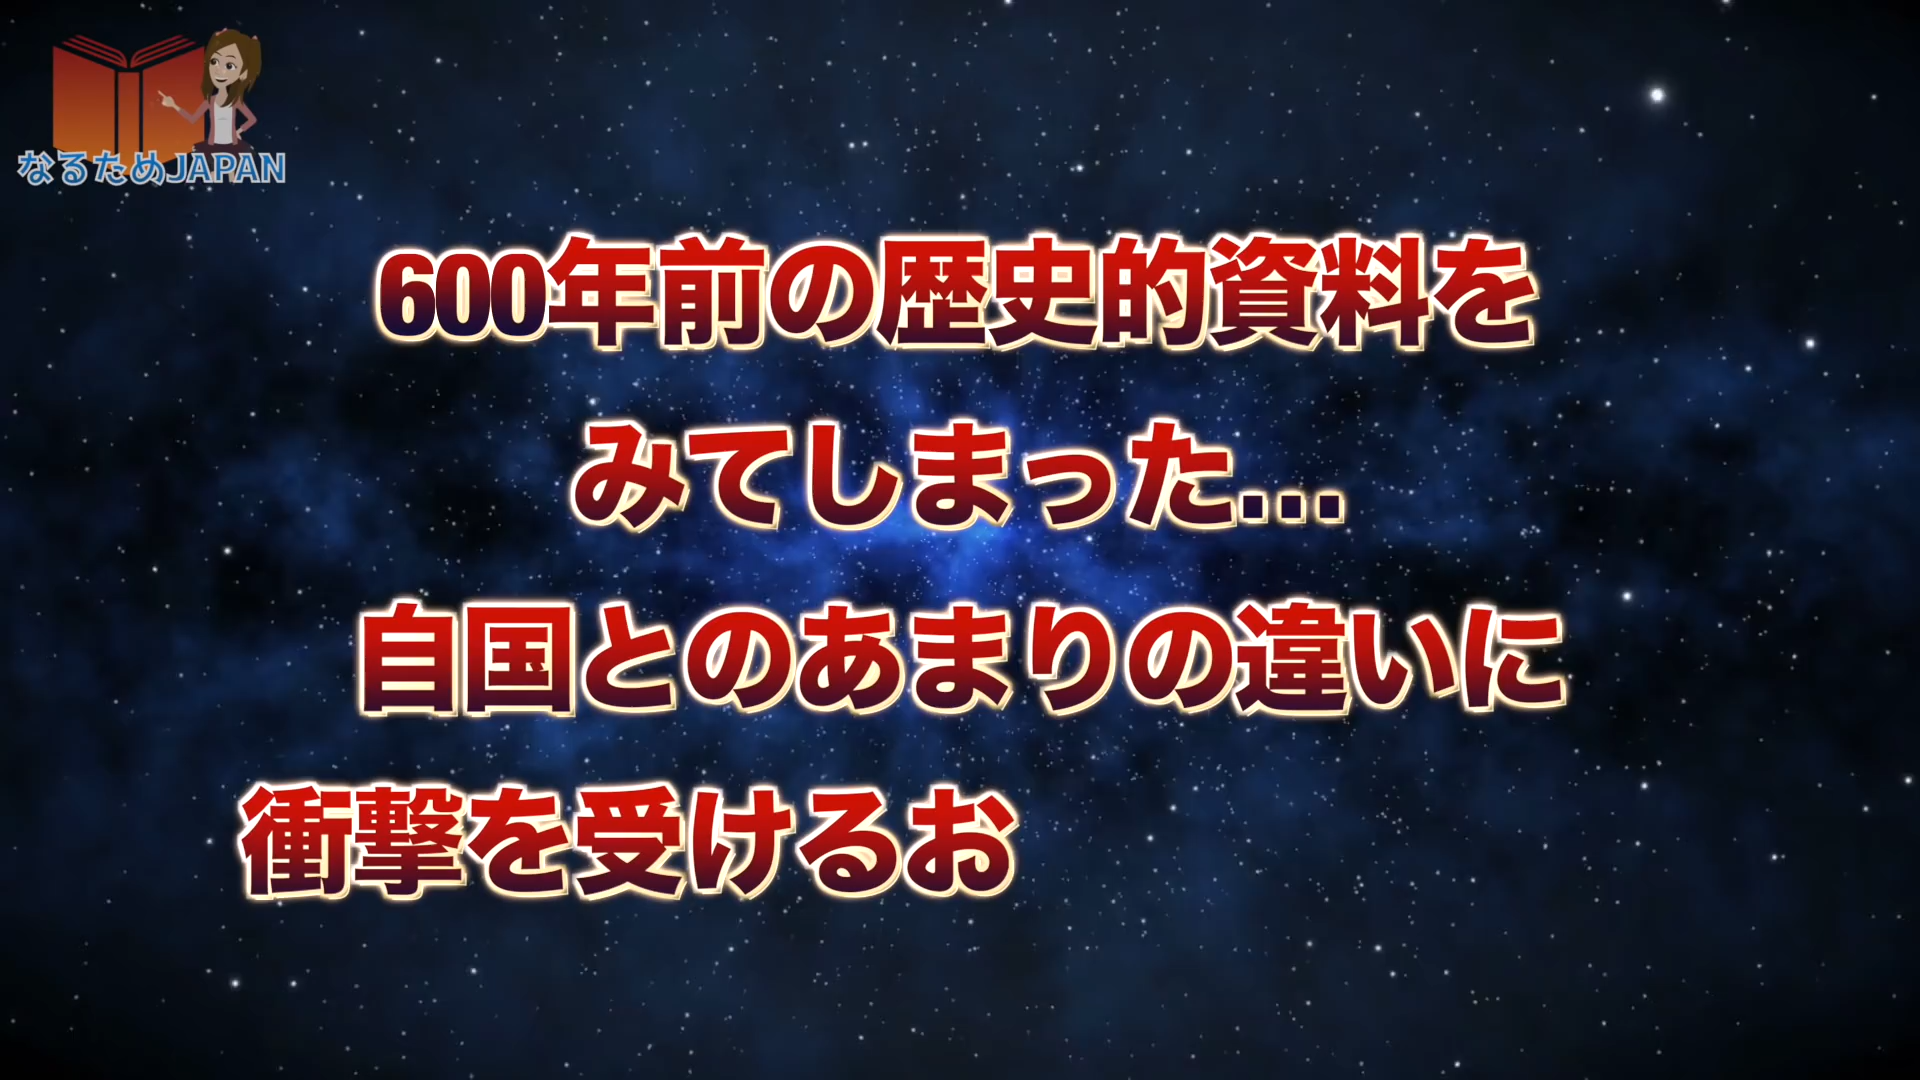 なるためJAPAN
600年前の歴史的資料を
みてしまった...
自国とのあまりの違いに
衝撃を受けるお